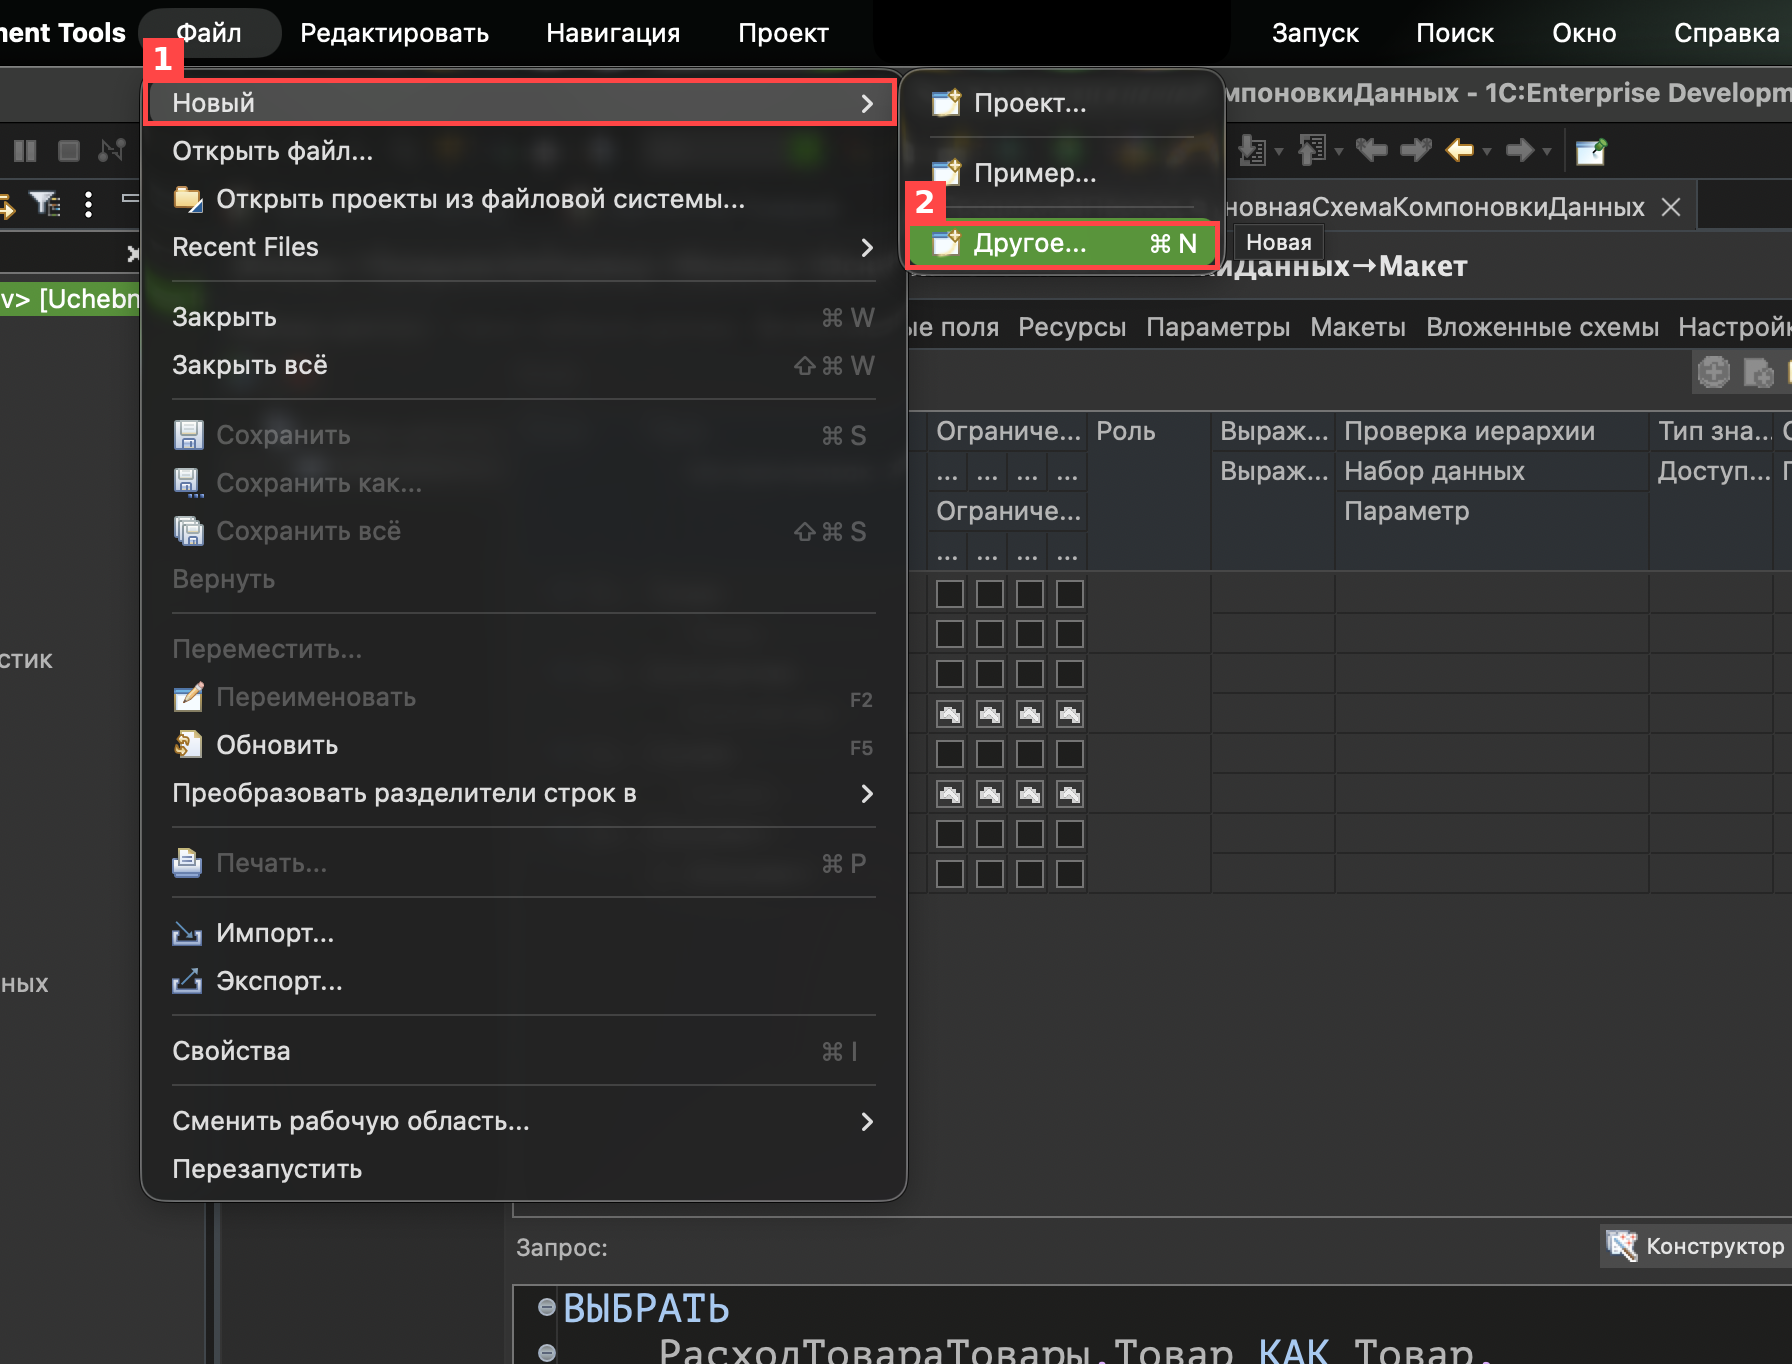 ment Tools Файл Редактировать Навигация Проект Запуск Поиск Окно Справка
1
Новый
Открыть файл...
Открыть проекты из файловой системы...
Recent Files
Закрыть ⌘ W
Закрыть всё ⇧ ⌘ W
Сохранить ⌘ S
Сохранить как...
Сохранить всё ⇧ ⌘ S
Вернуть
Переместить...
Переименовать F2
Обновить F5
Преобразовать разделители строк в
Печать... ⌘ P
Импорт...
Экспорт...
Свойства ⌘ I
Сменить рабочую область...
Перезапустить
Проект...
Пример...
2
Другое... ⌘ N
Новая
мпоновкиДанных - 1C:Enterprise Developm
новнаяСхемаКомпоновкиДанных
киДанных→Макет
v> [Uchebn
стик
ных
ые поля Ресурсы Параметры Макеты Вложенные схемы Настройк
Ограниче... Роль Выраж... Проверка иерархии Тип зна...
... ... ... ... Выраж... Набор данных Доступ...
Ограниче... Параметр
... ... ... ...
Запрос:
Конструктор
ВЫБРАТЬ
РасходТовараТовары.Товар КАК Товар,